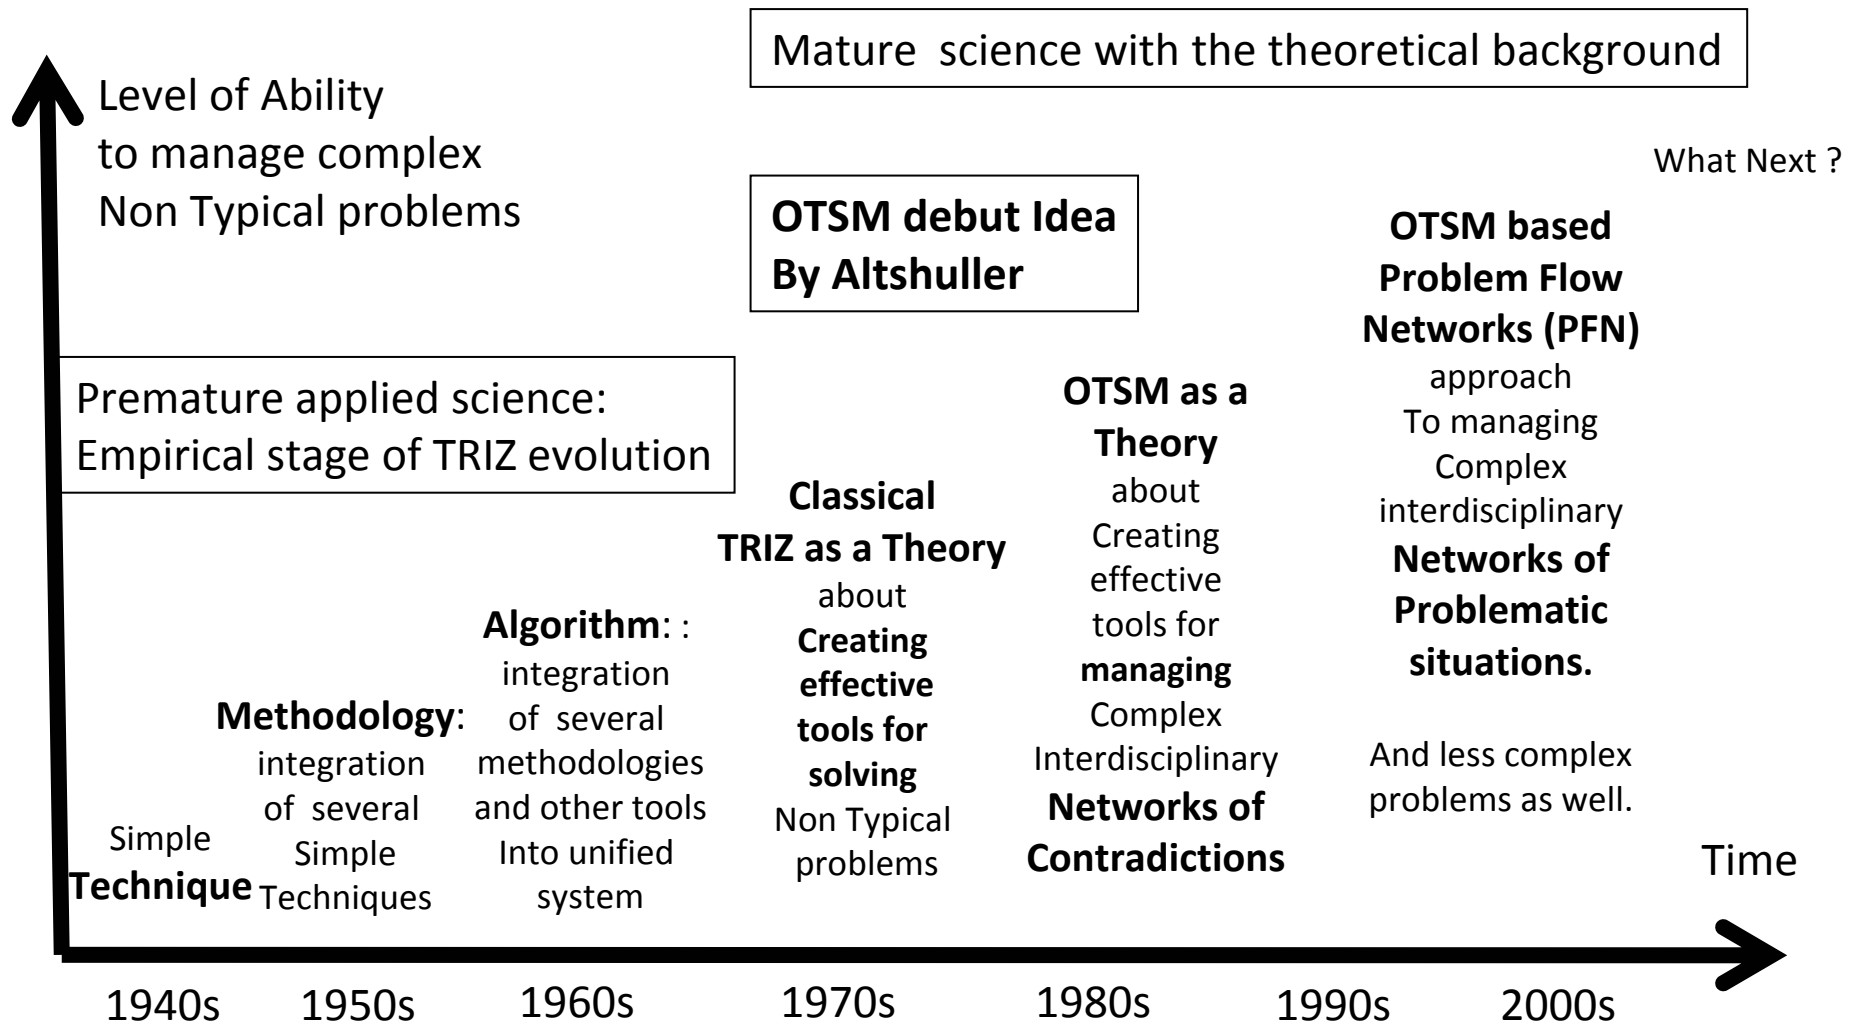 Mature science with the theoretical background
Level of Ability
to manage complex
Non Typical problems
What Next ?
OTSM debut Idea
By Altshuller
Premature applied science:
Empirical stage of TRIZ evolution
Simple
Technique
Methodology:
integration
of several
Simple
Techniques
Algorithm: :
integration
of several
methodologies
and other tools
Into unified
system
Classical
TRIZ as a Theory
about
Creating
effective
tools for
solving
Non Typical
problems
OTSM as a
Theory
about
Creating
effective
tools for
managing
Complex
Interdisciplinary
Networks of
Contradictions
OTSM based
Problem Flow
Networks (PFN)
approach
To managing
Complex
interdisciplinary
Networks of
Problematic
situations.
And less complex
problems as well.
Time
1940s 1950s 1960s 1970s 1980s 1990s 2000s